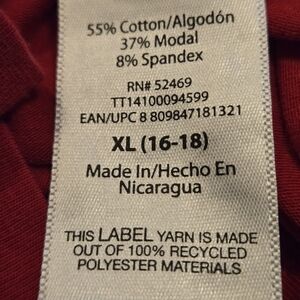 55% Cotton/Algodón
37% Modal
8% Spandex
RN# 52469
TT14100094599
EAN/UPC 8 809847181321
XL (16-18)
Made In/Hecho En
Nicaragua
THIS LABEL YARN IS MADE
OUT OF 100% RECYCLED
POLYESTER MATERIALS